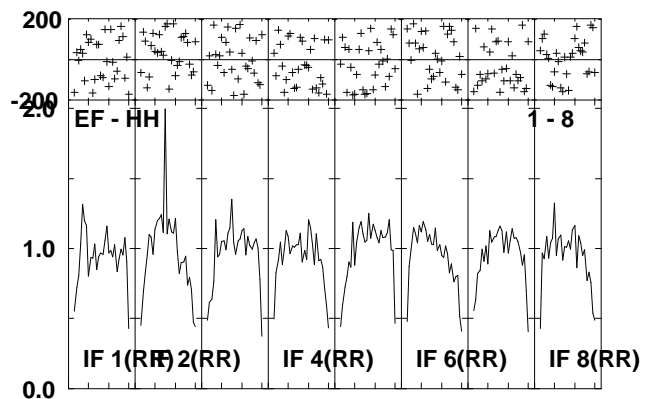 200
-200
2.0
EF - HH 1 - 8
1.0
IF 1(RR) IF 2(RR) IF 4(RR) IF 6(RR) IF 8(RR)
0.0